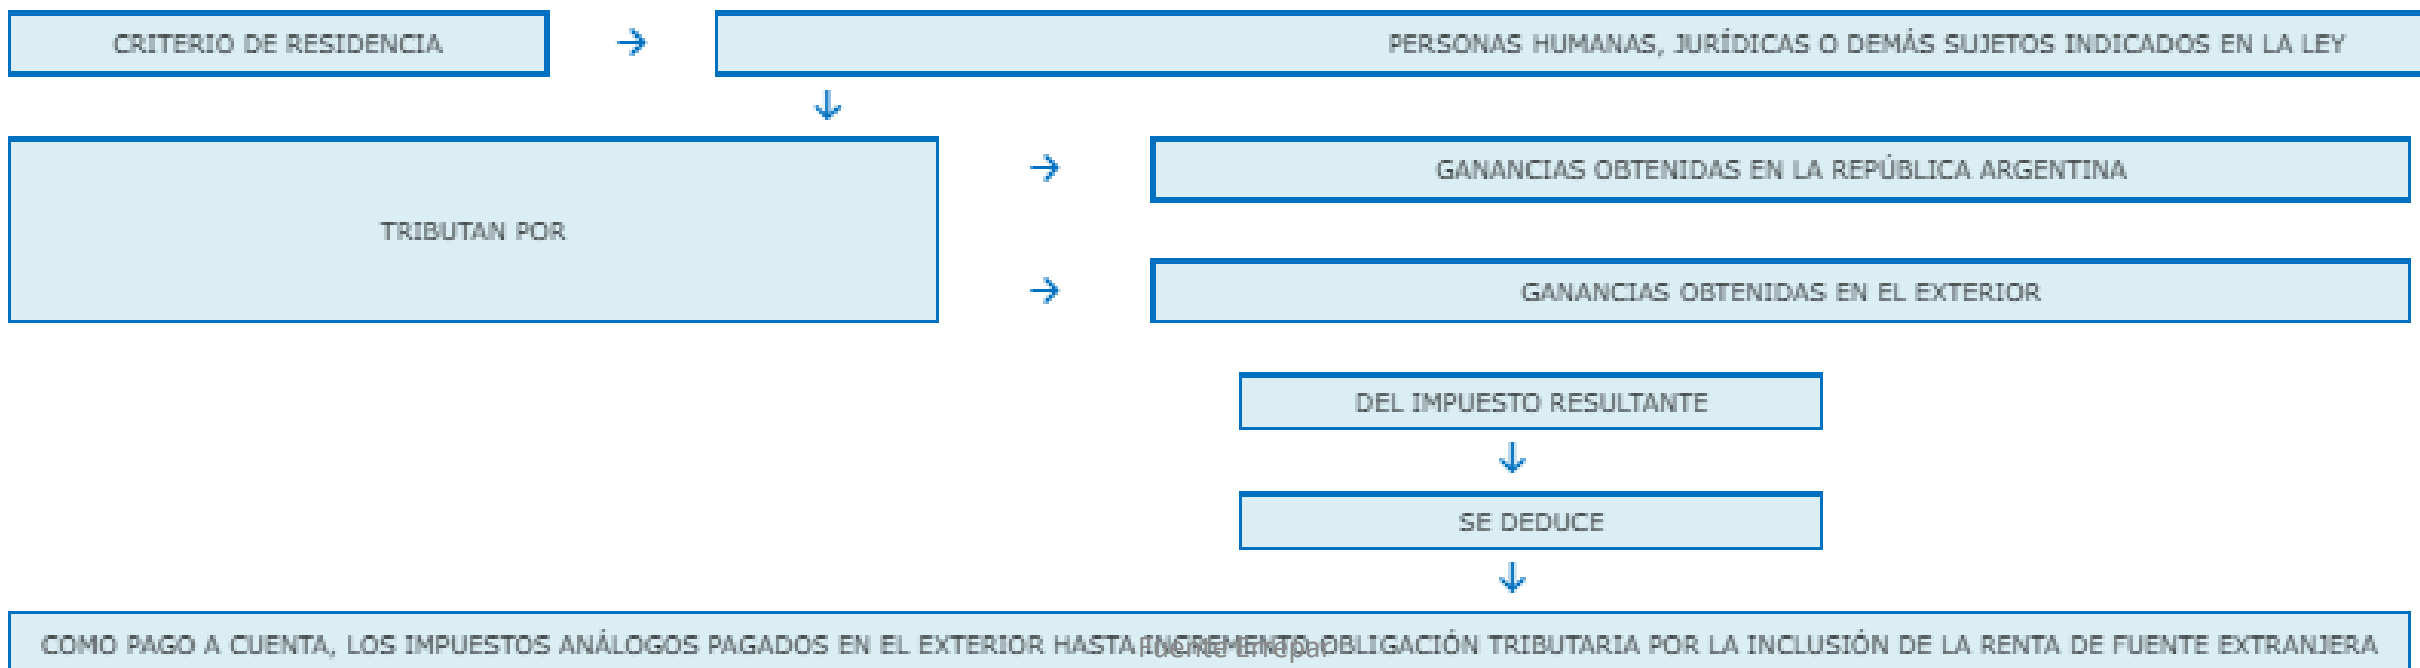 CRITERIO DE RESIDENCIA
PERSONAS HUMANAS, JURÍDICAS O DEMÁS SUJETOS INDICADOS EN LA LEY
TRIBUTAN POR
GANANCIAS OBTENIDAS EN LA REPÚBLICA ARGENTINA
GANANCIAS OBTENIDAS EN EL EXTERIOR
DEL IMPUESTO RESULTANTE
SE DEDUCE
COMO PAGO A CUENTA, LOS IMPUESTOS ANÁLOGOS PAGADOS EN EL EXTERIOR HASTA INCREMENTO OBLIGACIÓN TRIBUTARIA POR LA INCLUSIÓN DE LA RENTA DE FUENTE EXTRANJERA
Fuente Errepar